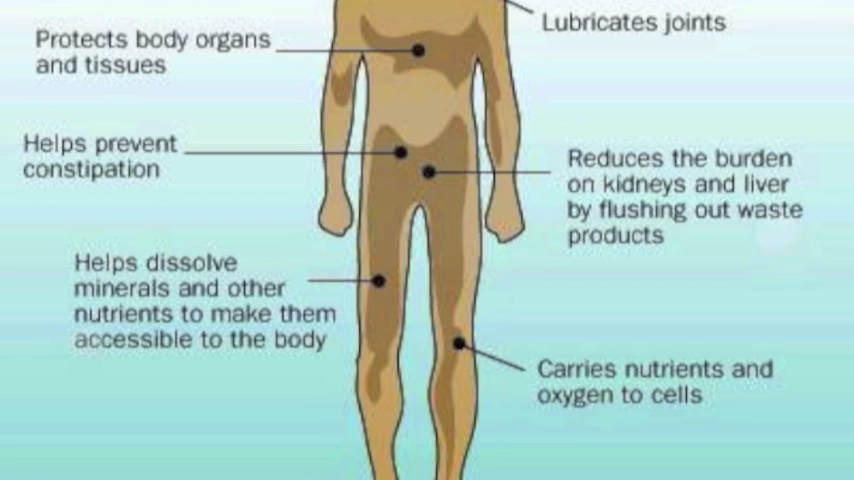 Lubricates joints
Protects body organs
and tissues
Helps prevent
constipation
Reduces the burden
on kidneys and liver
by flushing out waste
products
Helps dissolve
minerals and other
nutrients to make them
accessible to the body
Carries nutrients and
oxygen to cells